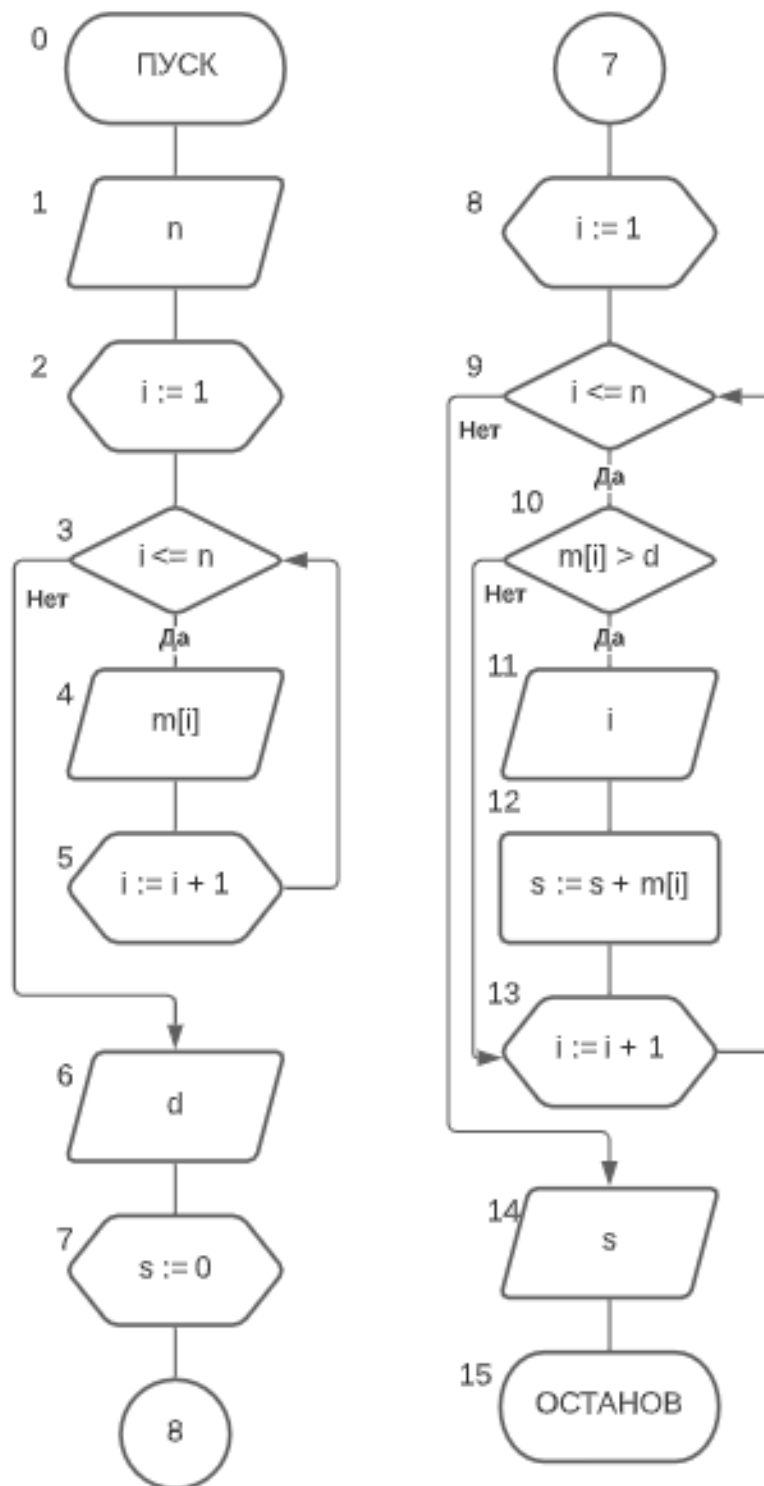 0
ПУСК
1
n
2
i := 1
3
i <= n
Нет
Да
4
m[i]
5
i := i + 1
6
d
7
s := 0
8
7
8
i := 1
9
i <= n
Нет
Да
10
m[i] > d
Нет
Да
11
i
12
s := s + m[i]
13
i := i + 1
14
s
15
ОСТАНОВ